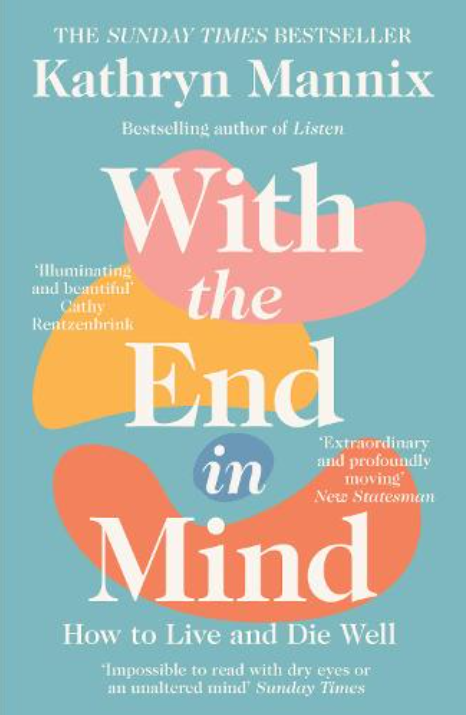 THE SUNDAY TIMES BESTSELLER
Kathryn Mannix
Bestselling author of Listen
With
the
End
in
Mind
‘Illuminating
and beautiful’
Cathy
Rentzenbrink
‘Extraordinary
and profoundly
moving’
New Statesman
How to Live and Die Well
‘Impossible to read with dry eyes or
an unaltered mind’ Sunday Times